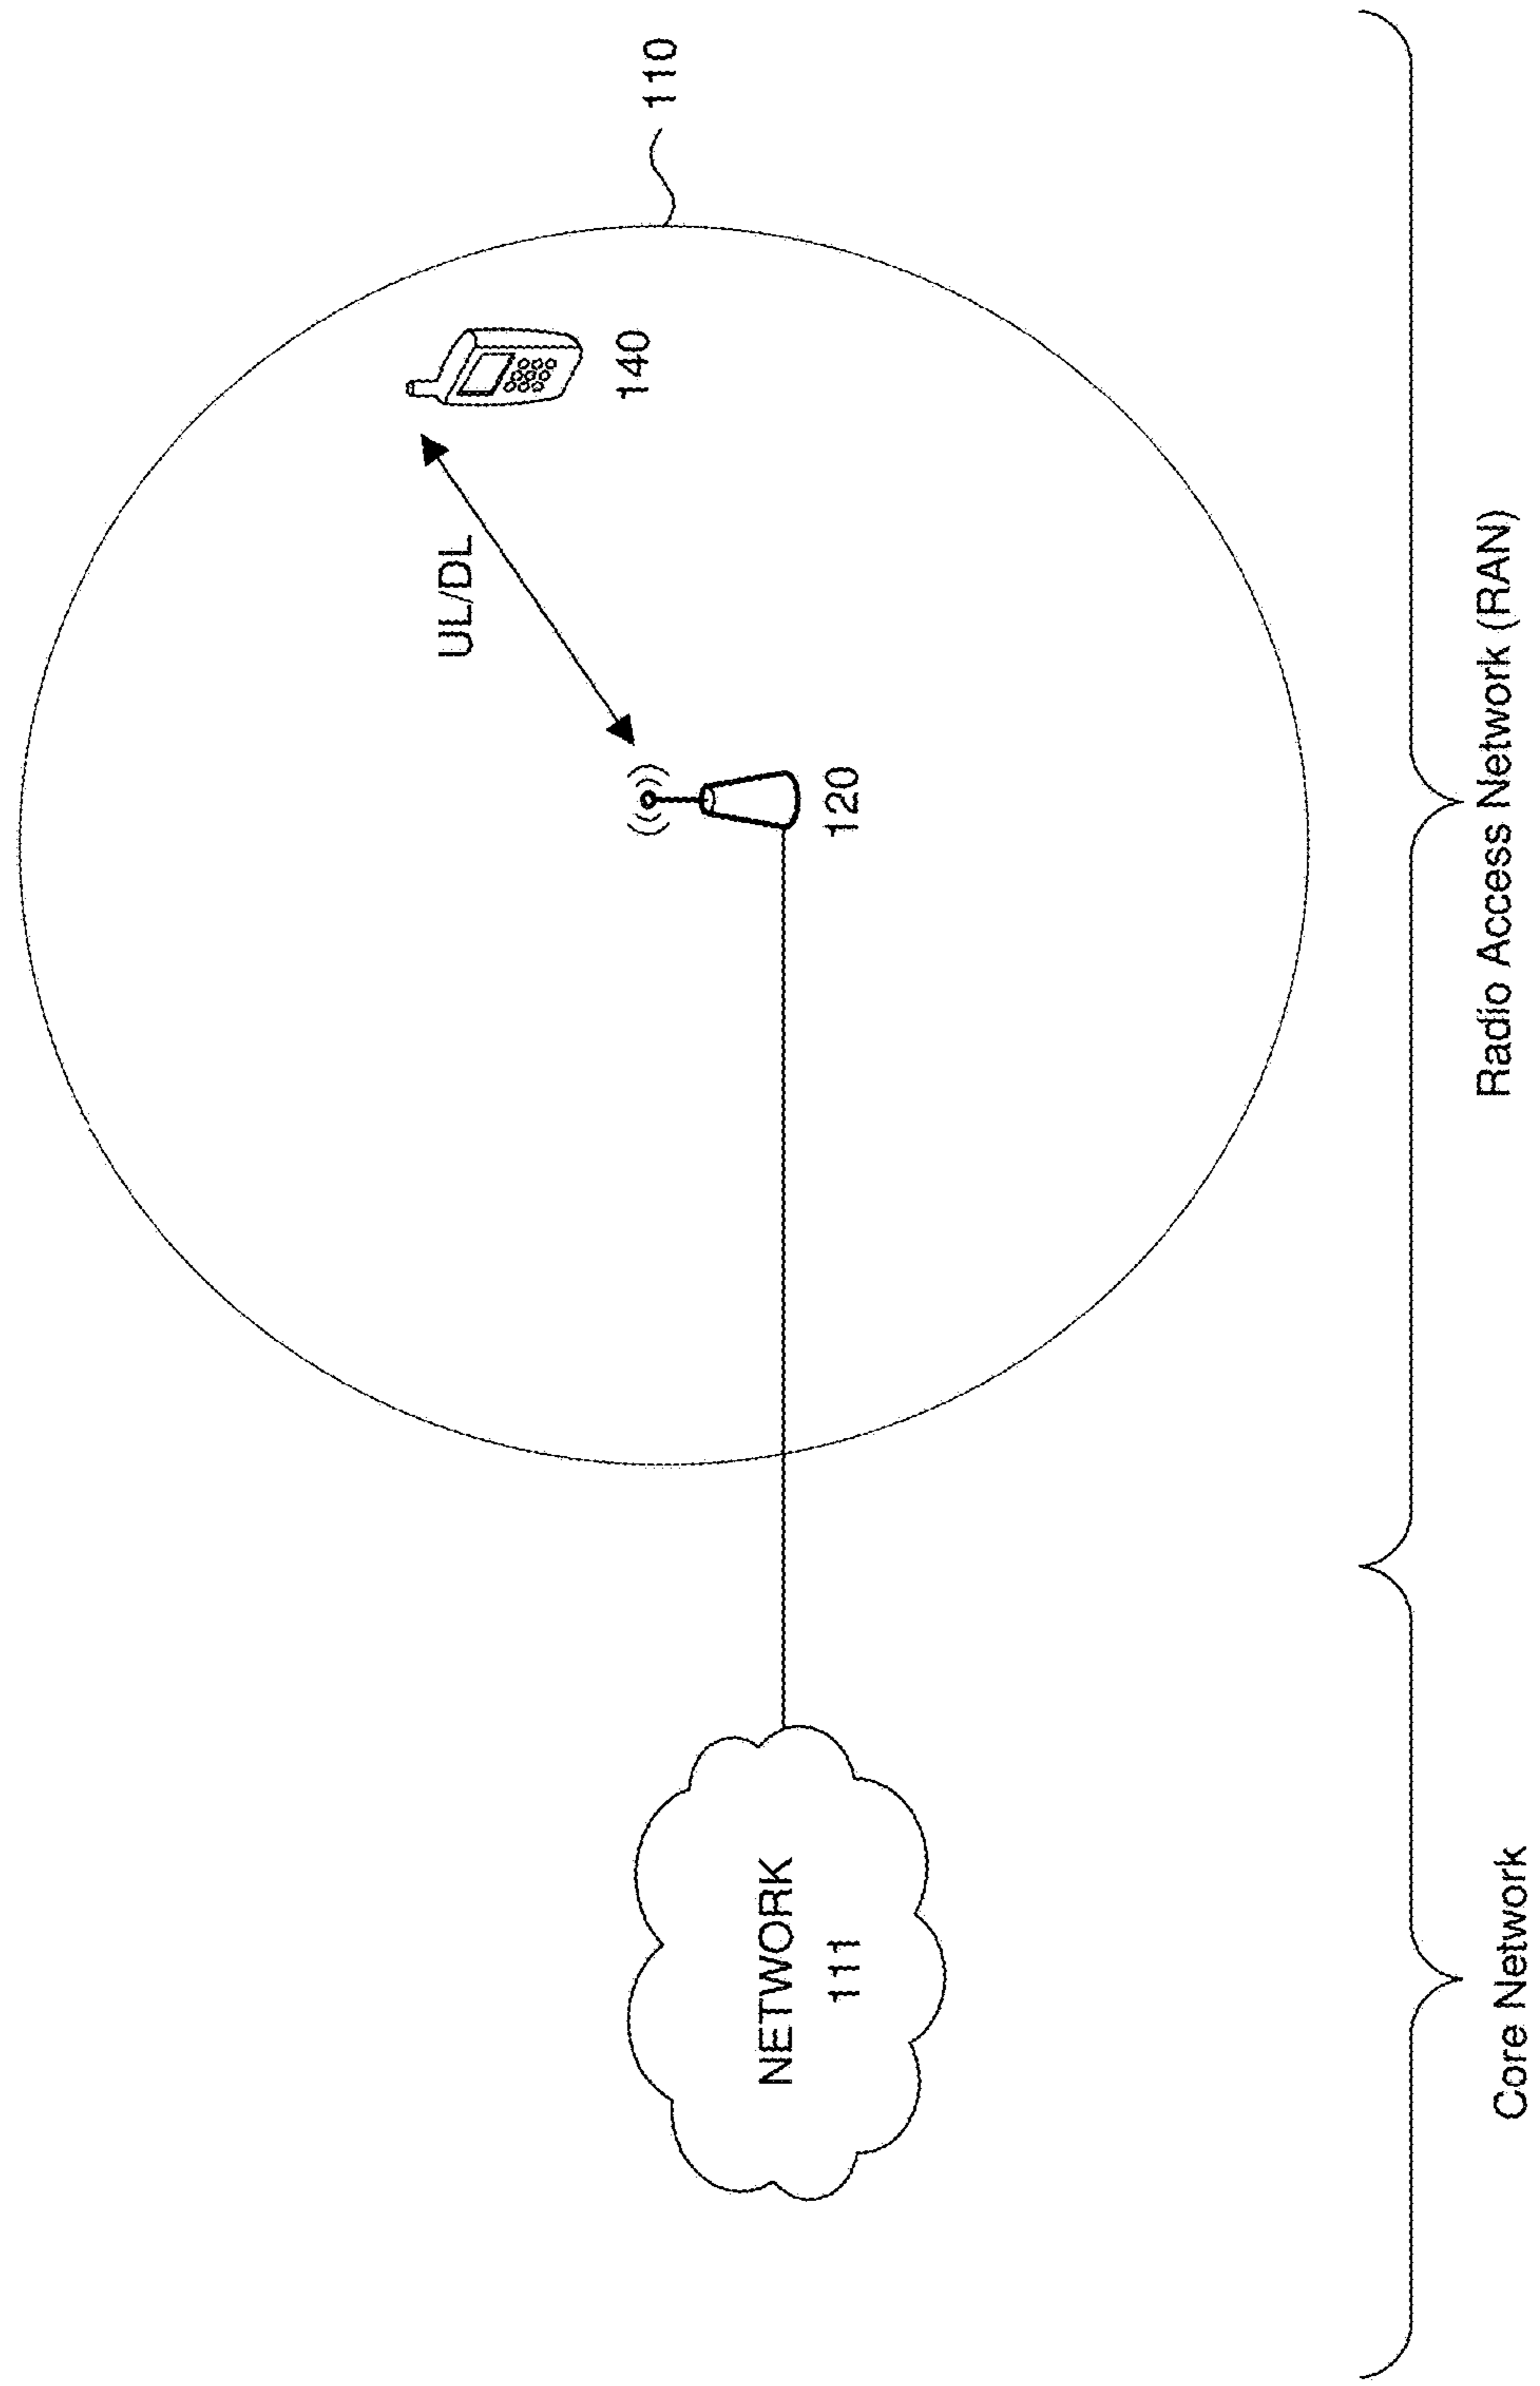 110
140
UL/DL
120
NETWORK
111
Core Network
Radio Access Network (RAN)